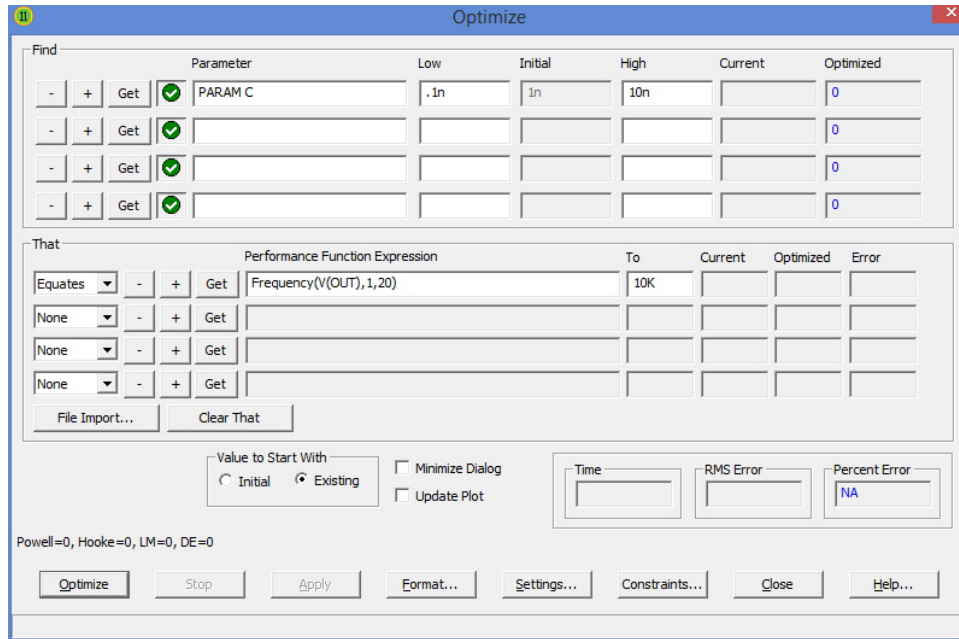 11 Optimize
Find
Parameter Low Initial High Current Optimized
- + Get PARAM C .1n 1n 10n 0
- + Get 0
- + Get 0
- + Get 0
That
Performance Function Expression To Current Optimized Error
Equates - + Get Frequency(V(OUT),1,20) 10K
None - + Get
None - + Get
None - + Get
File Import... Clear That
Value to Start With
Initial Existing
Minimize Dialog
Update Plot
Time RMS Error Percent Error
NA
Powell=0, Hooke=0, LM=0, DE=0
Optimize Stop Apply Format... Settings... Constraints... Close Help...